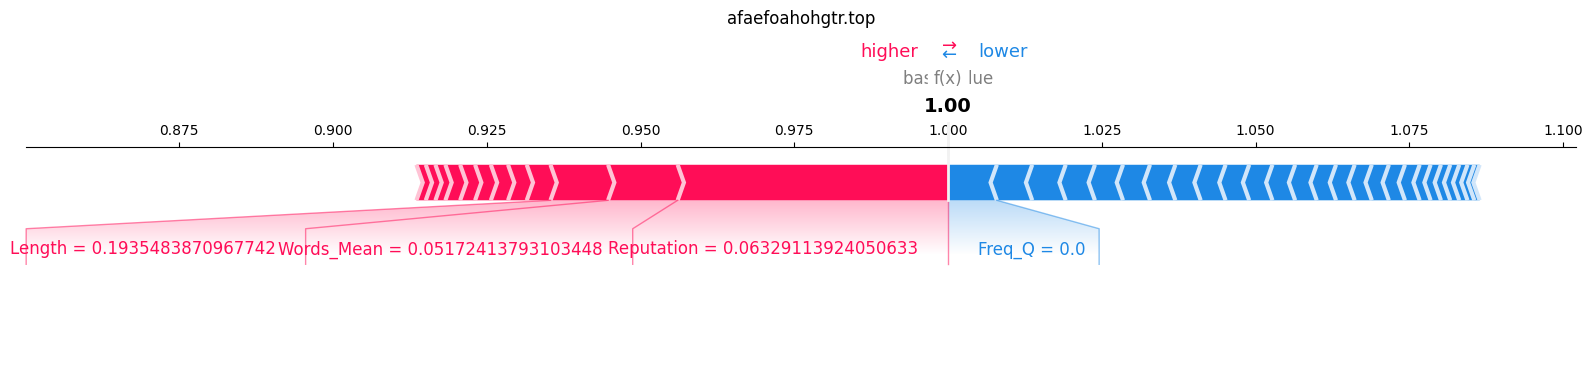 afaefoahohgtr.top
higher ⇄ lower
bas f(x) lue
1.00
0.875 0.900 0.925 0.950 0.975 1.000 1.025 1.050 1.075 1.100
Length = 0.1935483870967742 Words_Mean = 0.05172413793103448 Reputation = 0.06329113924050633 Freq_Q = 0.0